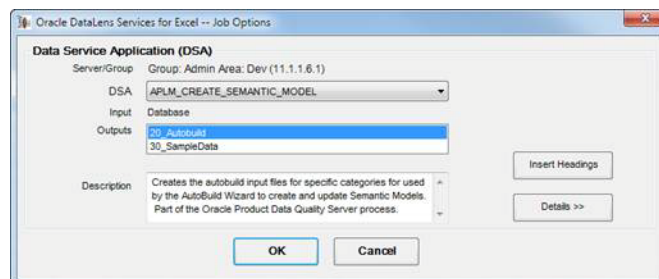 Oracle DataLens Services for Excel -- Job Options
Data Service Application (DSA)
Server/Group Group: Admin Area: Dev (11.1.1.6.1)
DSA APLM_CREATE_SEMANTIC_MODEL
Input Database
Outputs 20_Autobuild
30_SampleData
Insert Headings
Description Creates the autobuild input files for specific categories for used
by the AutoBuild Wizard to create and update Semantic Models.
Part of the Oracle Product Data Quality Server process.
Details >>
OK Cancel